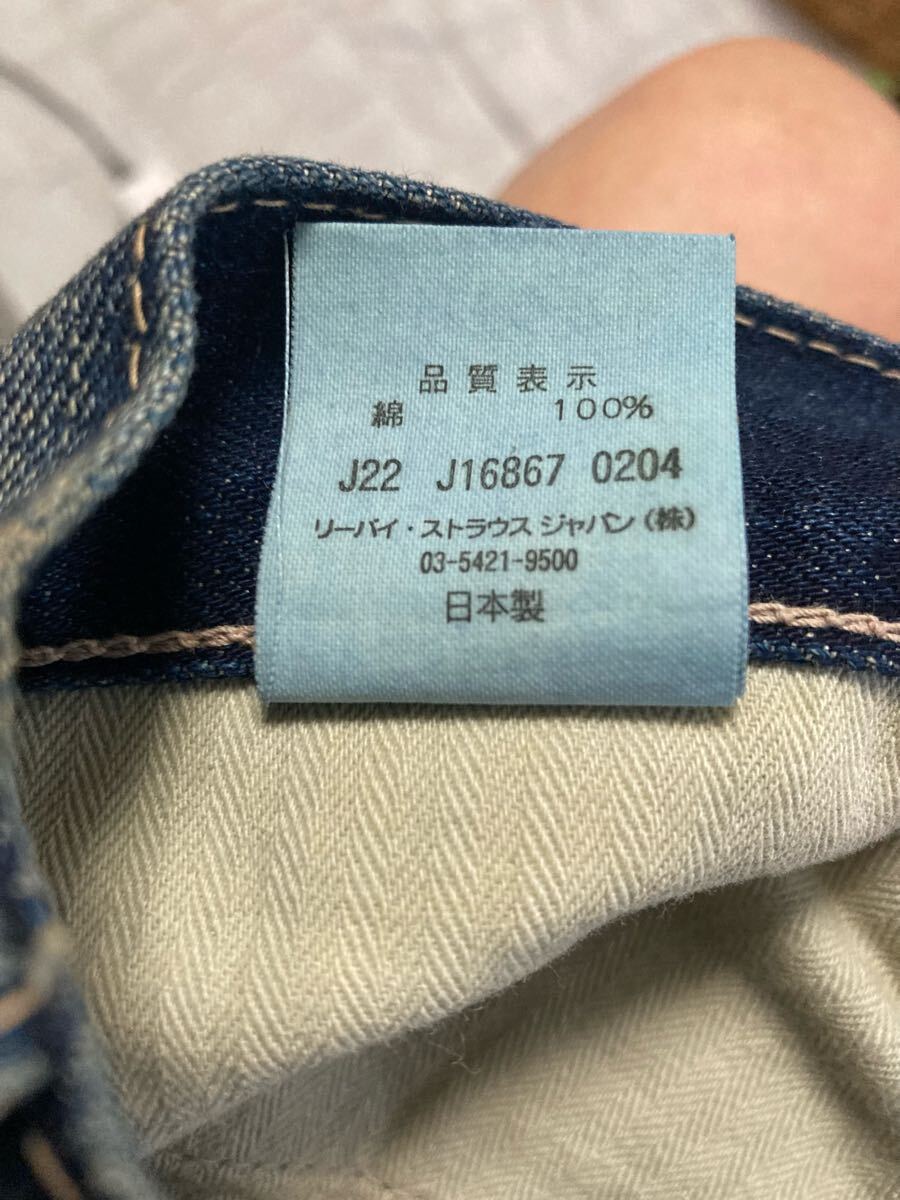 品質表示
綿 100%
J22 J16867 0204
リーバイ・ストラウス ジャパン(株)
03-5421-9500
日本製